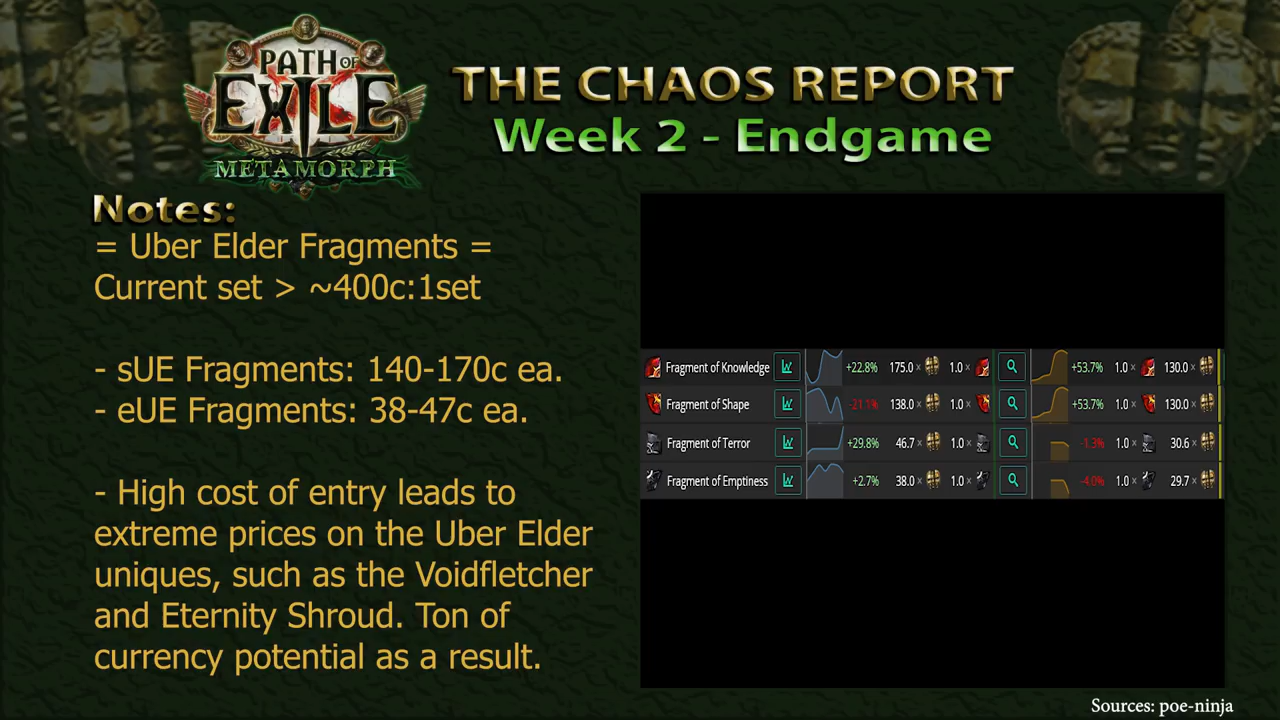 PATH OF
EXILE
METAMORPH
THE CHAOS REPORT
Week 2 - Endgame
Notes:
= Uber Elder Fragments =
Current set > ~400c:1set
- sUE Fragments: 140-170c ea.
- eUE Fragments: 38-47c ea.
- High cost of entry leads to
extreme prices on the Uber Elder
uniques, such as the Voidfletcher
and Eternity Shroud. Ton of
currency potential as a result.
Fragment of Knowledge +22.8% 175.0 × 1.0 × +53.7% 1.0 × 130.0 ×
Fragment of Shape -21.1% 138.0 × 1.0 × +53.7% 1.0 × 130.0 ×
Fragment of Terror +29.8% 46.7 × 1.0 × -1.3% 1.0 × 30.6 ×
Fragment of Emptiness +2.7% 38.0 × 1.0 × -4.0% 1.0 × 29.7 ×
Sources: poe-ninja